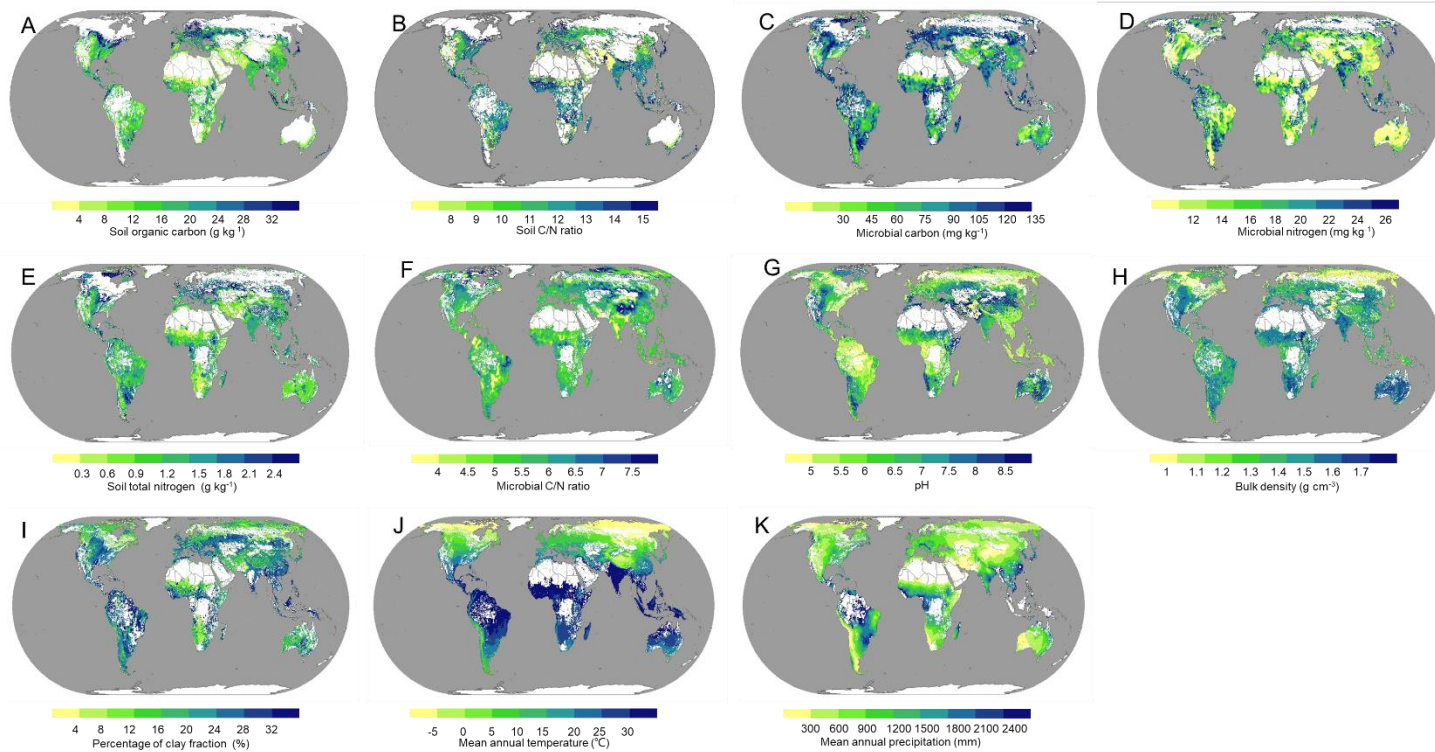 A B C D
4 8 12 16 20 24 28 32
Soil organic carbon (g kg⁻¹)
8 9 10 11 12 13 14 15
Soil C/N ratio
30 45 60 75 90 105 120 135
Microbial carbon (mg kg⁻¹)
12 14 16 18 20 22 24 26
Microbial nitrogen (mg kg⁻¹)
E F G H
0.3 0.6 0.9 1.2 1.5 1.8 2.1 2.4
Soil total nitrogen (g kg⁻¹)
4 4.5 5 5.5 6 6.5 7 7.5
Microbial C/N ratio
5 5.5 6 6.5 7 7.5 8 8.5
pH
1 1.1 1.2 1.3 1.4 1.5 1.6 1.7
Bulk density (g cm⁻³)
I J K
4 8 12 16 20 24 28 32
Percentage of clay fraction (%)
-5 0 5 10 15 20 25 30
Mean annual temperature (℃)
300 600 900 1200 1500 1800 2100 2400
Mean annual precipitation (mm)